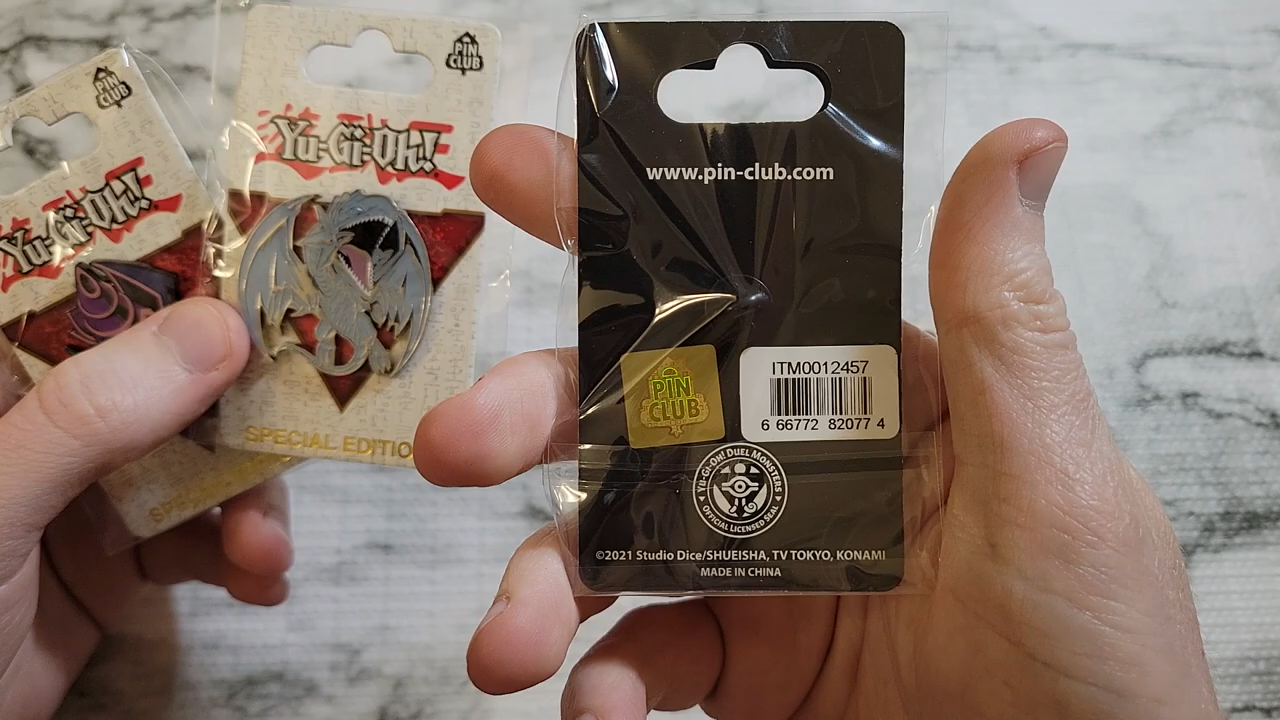 PIN
CLUB
Yu-Gi-Oh!
PIN
CLUB
Yu-Gi-Oh!
SPECIAL EDITIO
www.pin-club.com
PIN
CLUB
ITM0012457
6 66772 82077 4
YU-GI-OH! DUEL MONSTERS
OFFICIAL LICENSED SEAL
©2021 Studio Dice/SHUEISHA, TV TOKYO, KONAMI
MADE IN CHINA